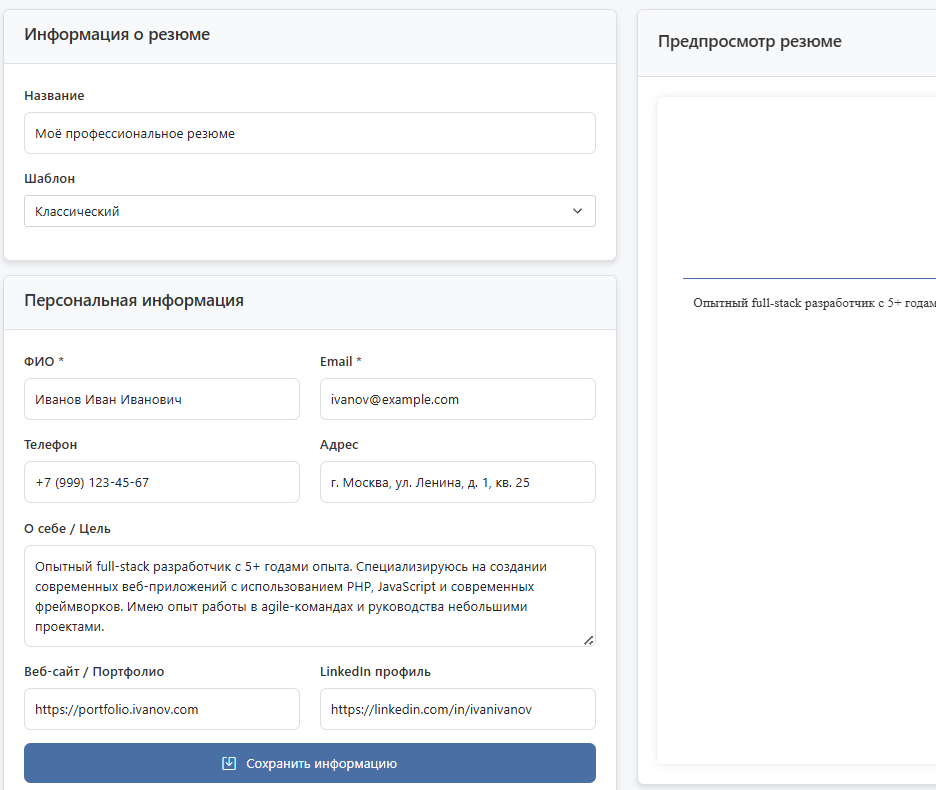 Информация о резюме
Название
Моё профессиональное резюме
Шаблон
Классический
Персональная информация
ФИО *
Email *
Иванов Иван Иванович
ivanov@example.com
Телефон
Адрес
+7 (999) 123-45-67
г. Москва, ул. Ленина, д. 1, кв. 25
О себе / Цель
Опытный full-stack разработчик с 5+ годами опыта. Специализируюсь на создании
современных веб-приложений с использованием PHP, JavaScript и современных
фреймворков. Имею опыт работы в agile-командах и руководства небольшими
проектами.
Веб-сайт / Портфолио
LinkedIn профиль
https://portfolio.ivanov.com
https://linkedin.com/in/ivanivanov
Сохранить информацию
Предпросмотр резюме
Опытный full-stack разработчик с 5+ годам